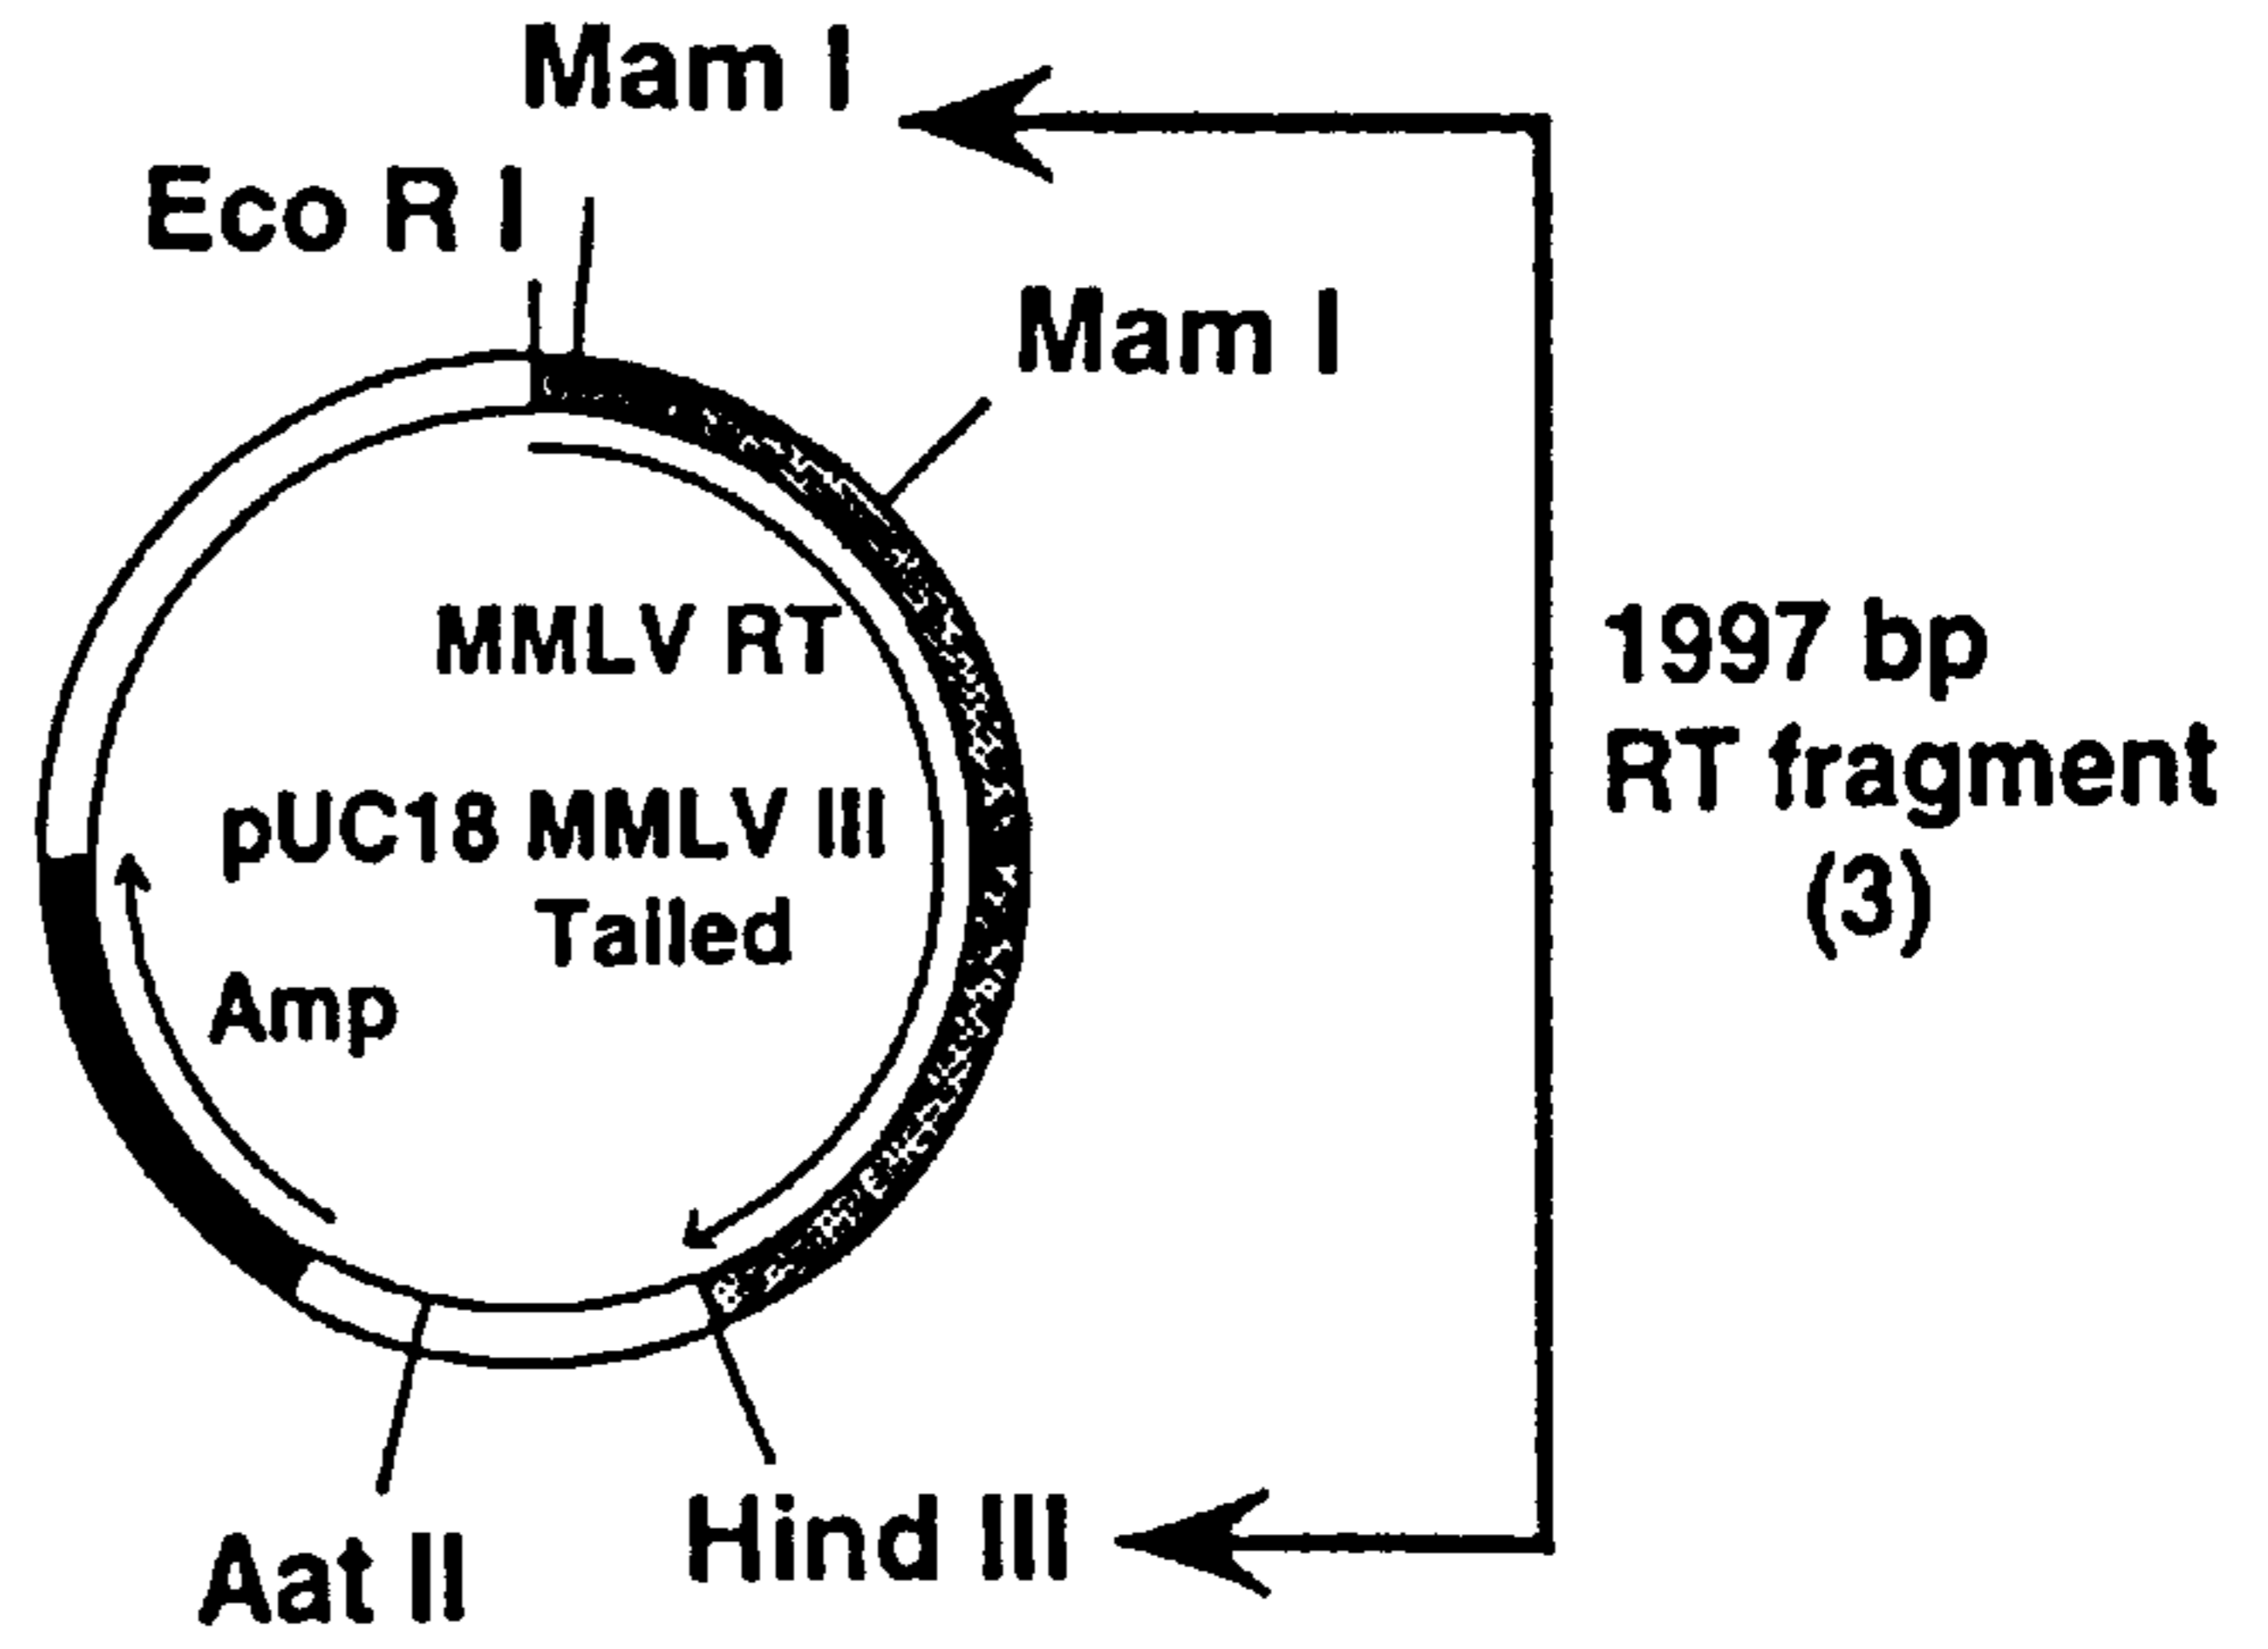 Mam I
Eco R I
Mam I
MMLV RT
pUC18 MMLV III
Tailed
Amp
1997 bp
RT fragment
(3)
Hind III
Aat II